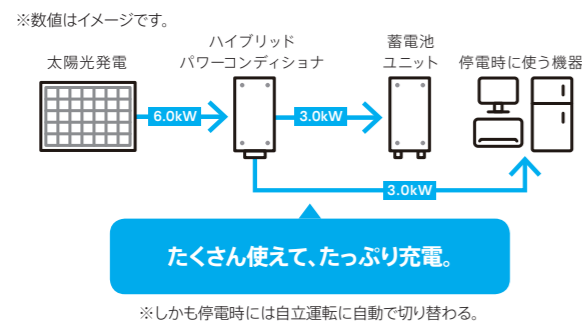 ※数値はイメージです。
太陽光発電
ハイブリッド
パワーコンディショナ
蓄電池
ユニット
停電時に使う機器
6.0kW
3.0kW
3.0kW
たくさん使えて、たっぷり充電。
※しかも停電時には自立運転に自動で切り替わる。